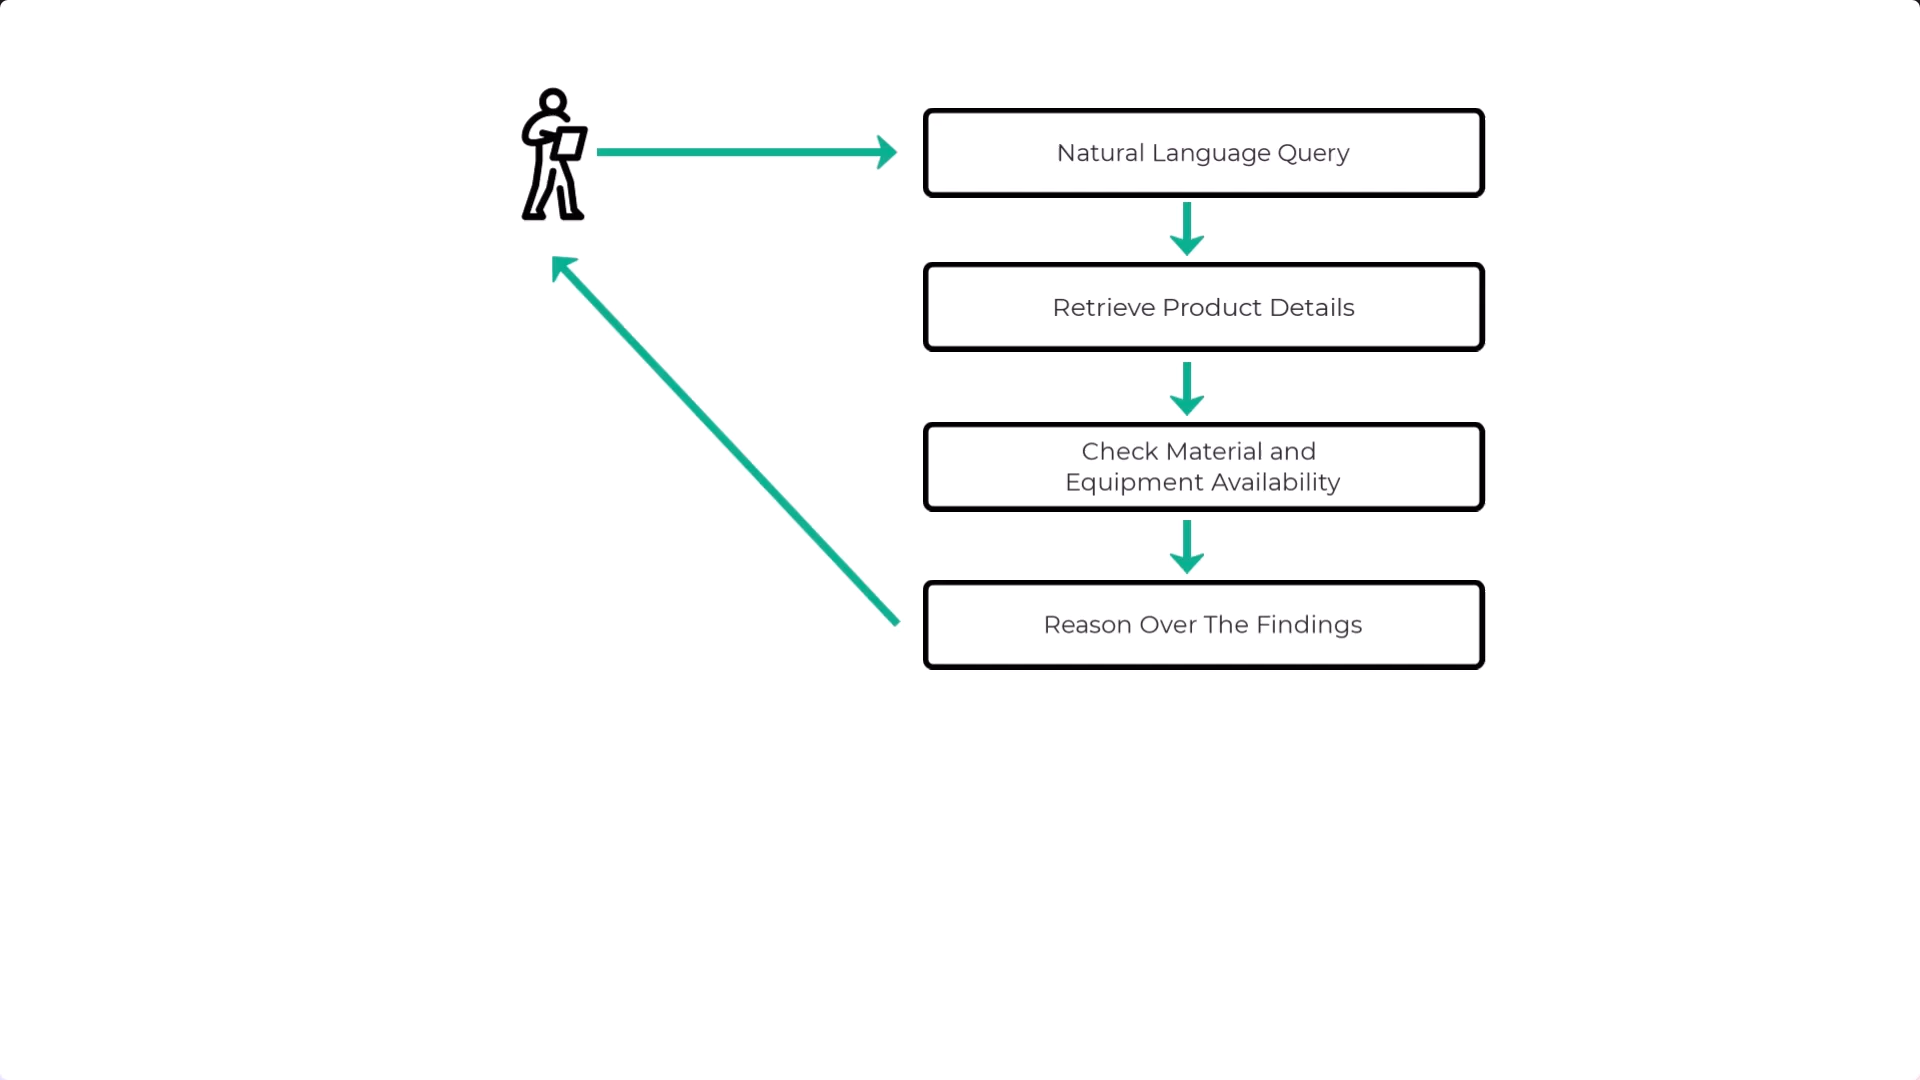 Natural Language Query
Retrieve Product Details
Check Material and
Equipment Availability
Reason Over The Findings